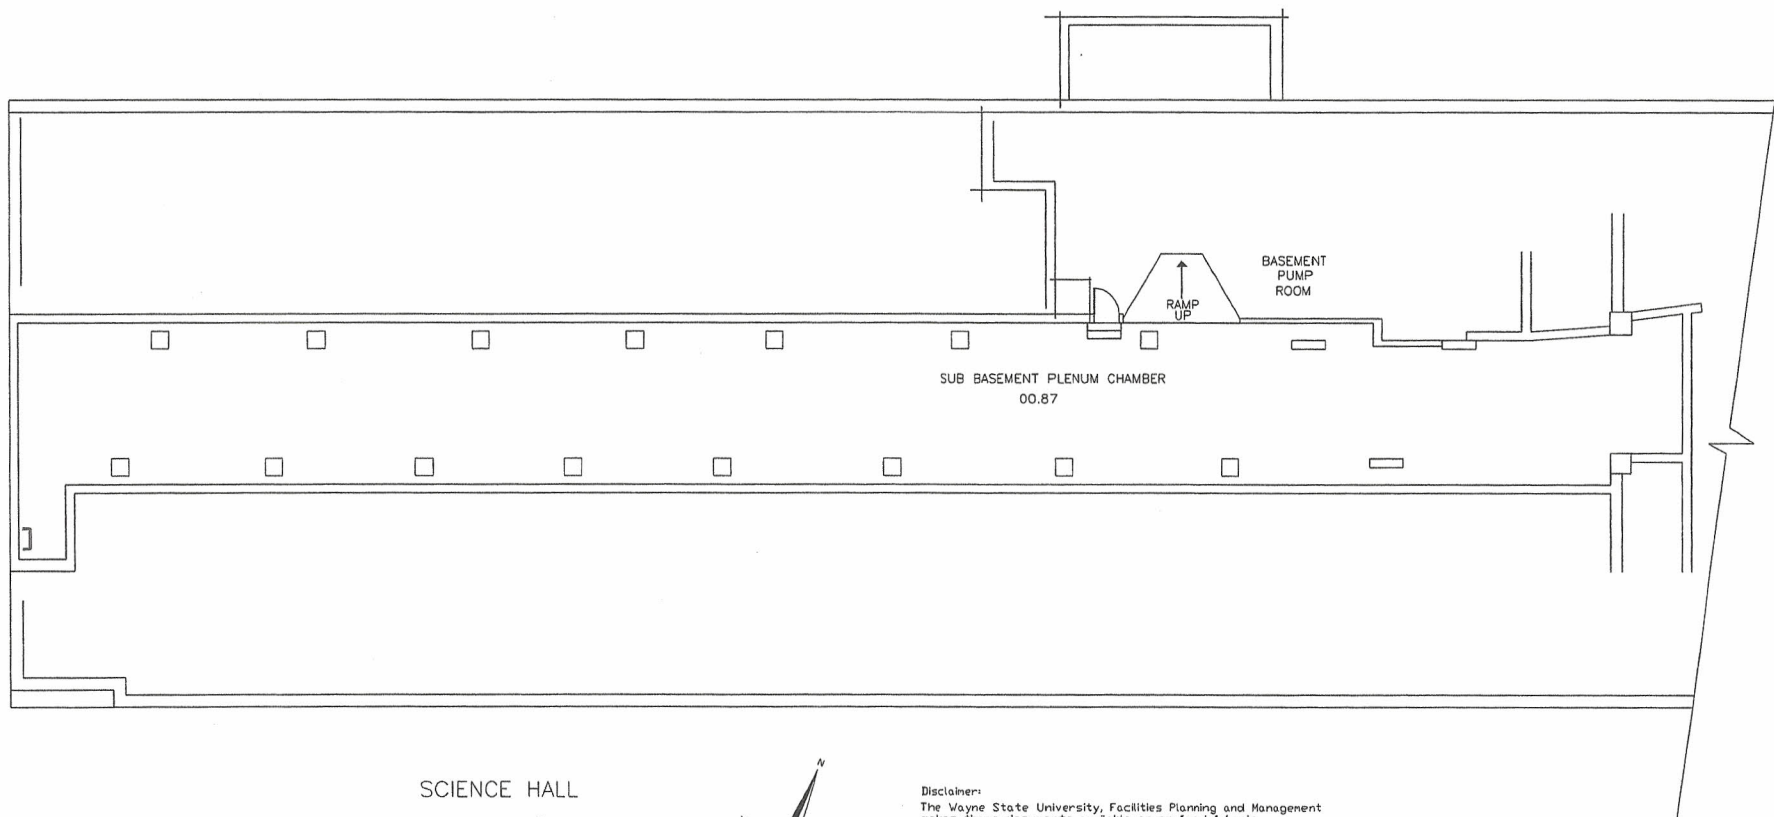 BASEMENT
PUMP
ROOM
RAMP
UP
SUB BASEMENT PLENUM CHAMBER
00.87
SCIENCE HALL
N
Disclaimer:
The Wayne State University, Facilities Planning and Management